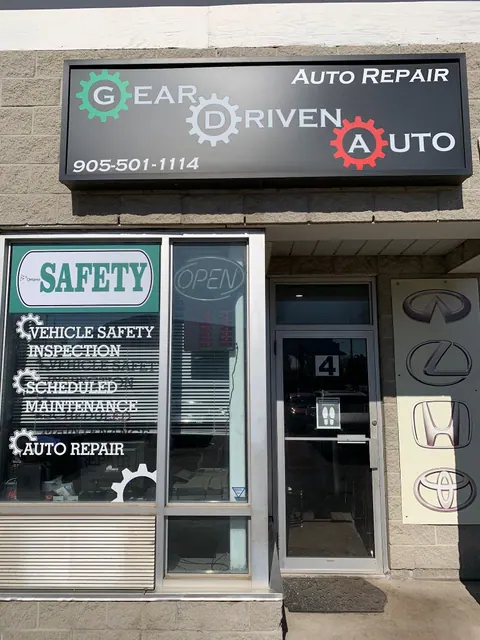 AUTO REPAIR
GEAR
DRIVEN
AUTO
905-501-1114
SAFETY
OPEN
VEHICLE SAFETY
INSPECTION
SCHEDULED
MAINTENANCE
AUTO REPAIR
4